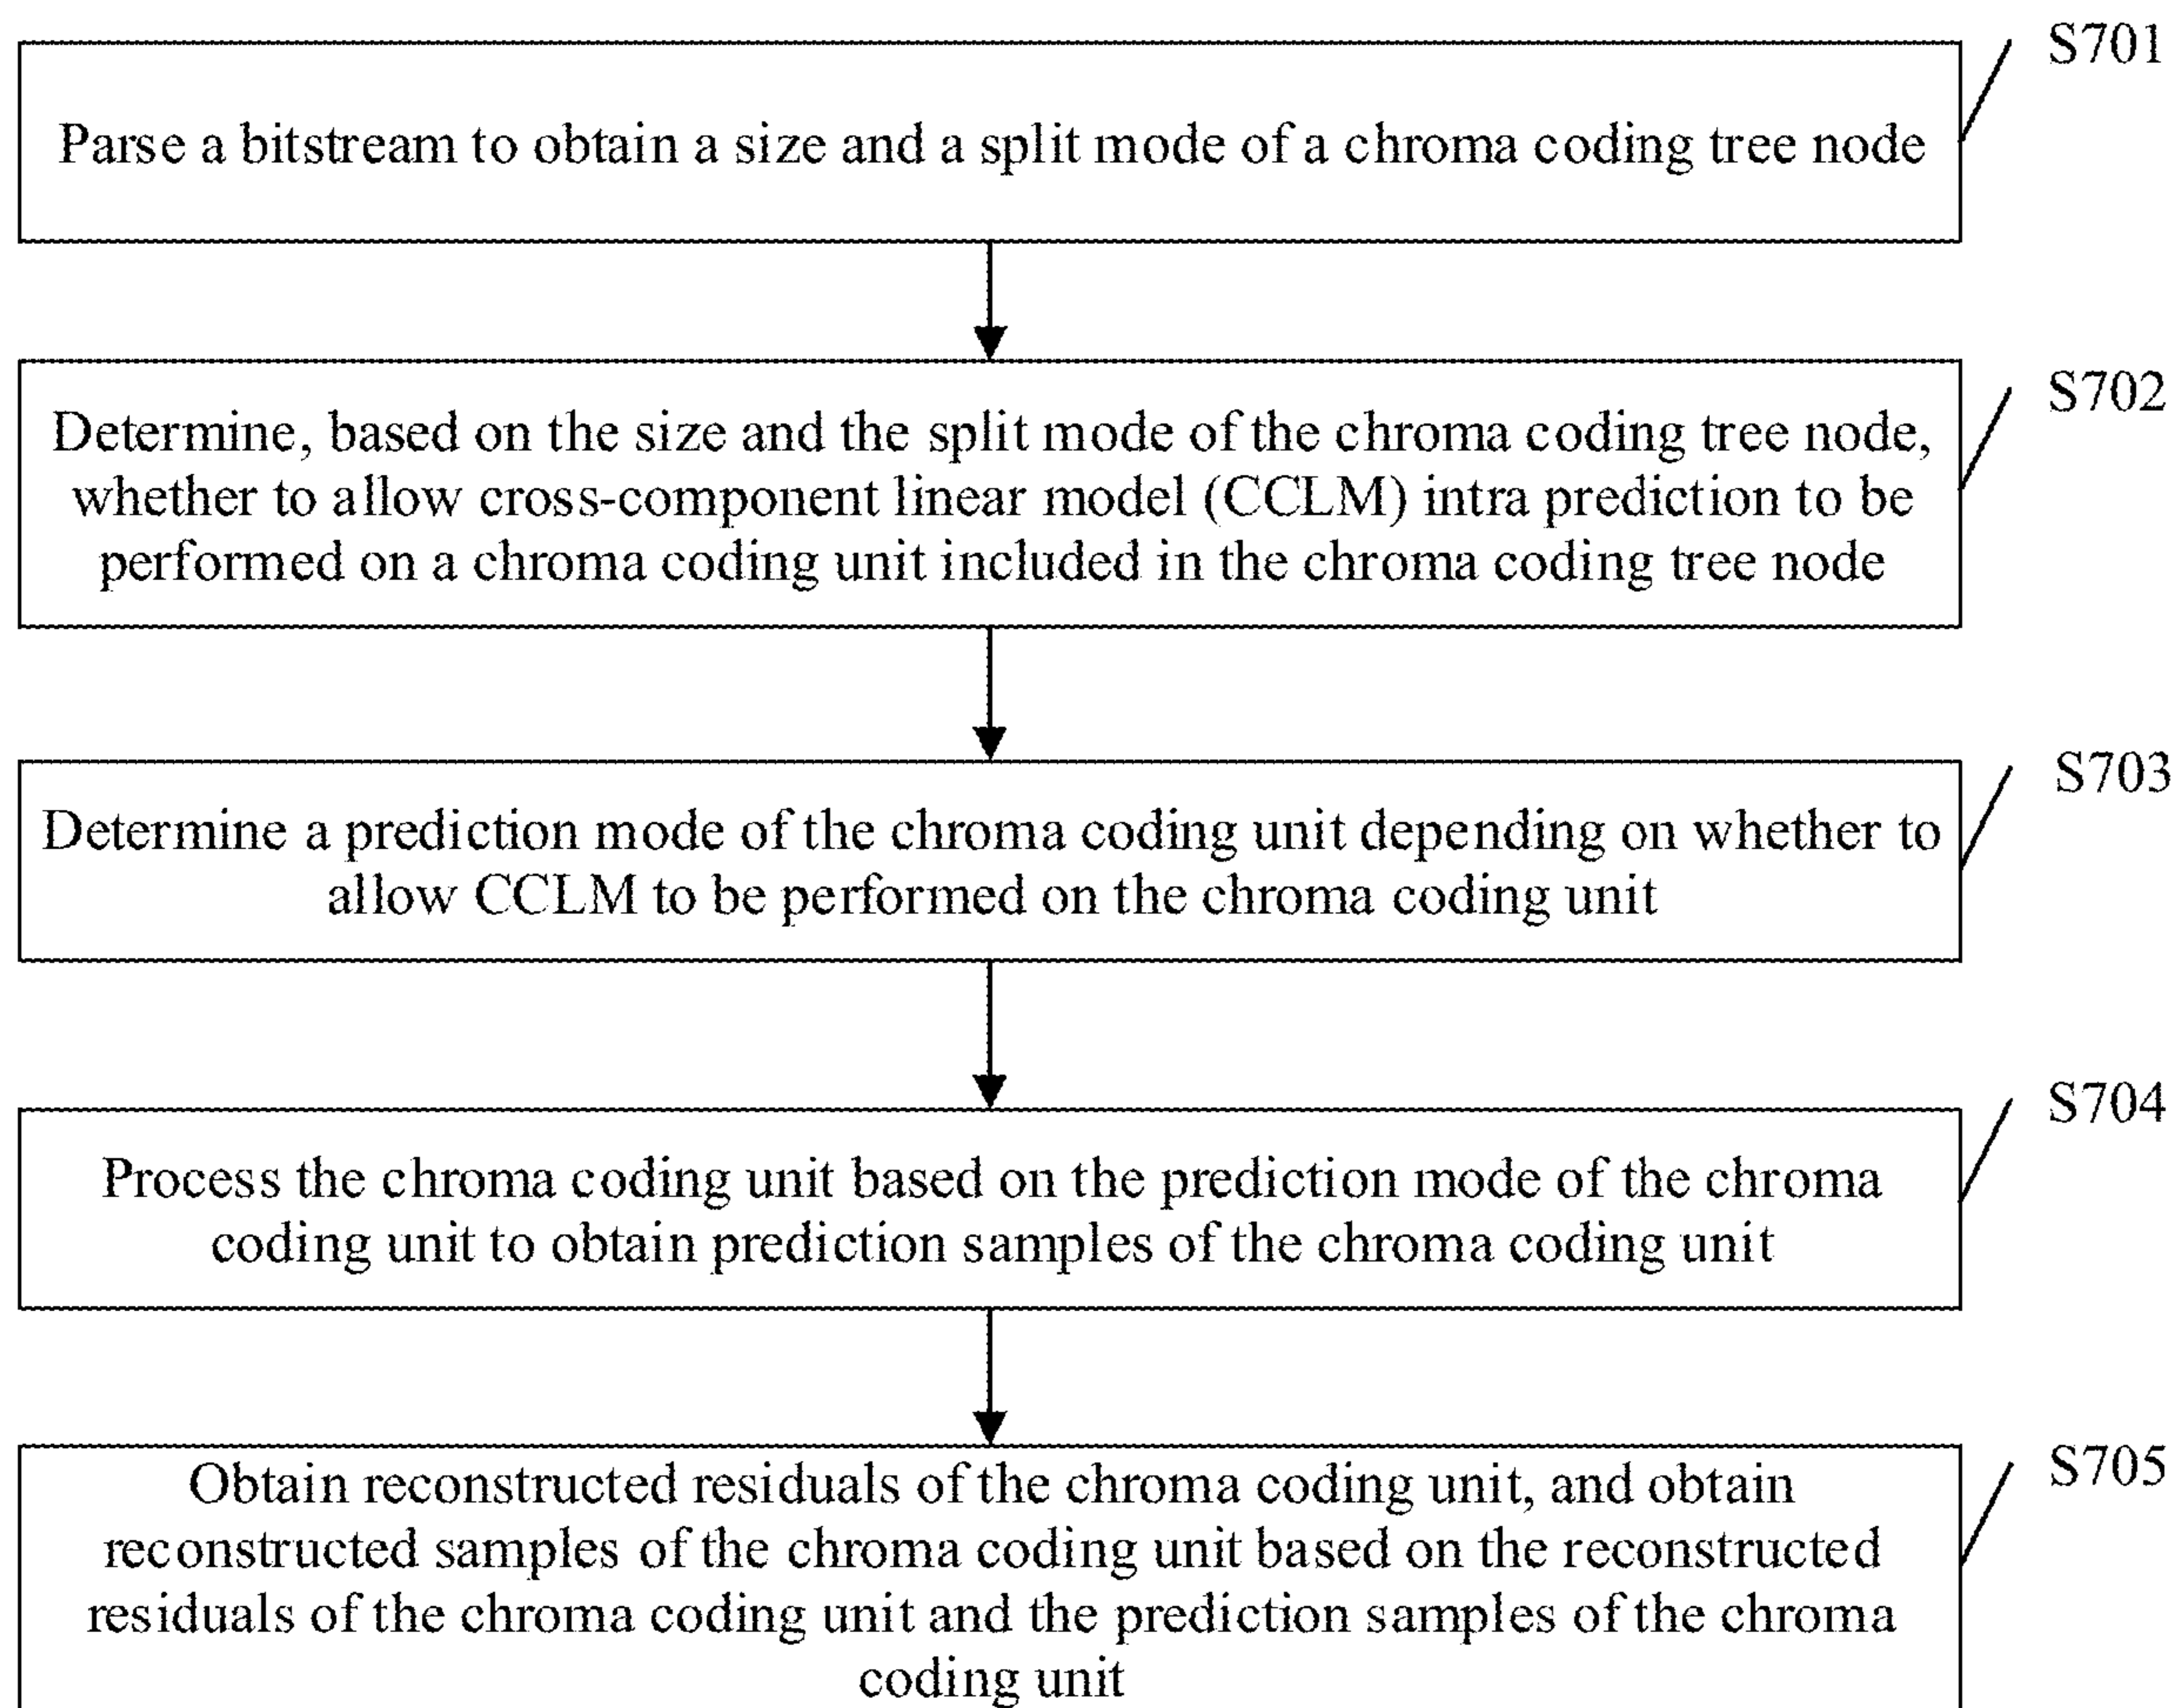 S701
Parse a bitstream to obtain a size and a split mode of a chroma coding tree node
S702
Determine, based on the size and the split mode of the chroma coding tree node,
whether to allow cross-component linear model (CCLM) intra prediction to be
performed on a chroma coding unit included in the chroma coding tree node
S703
Determine a prediction mode of the chroma coding unit depending on whether to
allow CCLM to be performed on the chroma coding unit
S704
Process the chroma coding unit based on the prediction mode of the chroma
coding unit to obtain prediction samples of the chroma coding unit
S705
Obtain reconstructed residuals of the chroma coding unit, and obtain
reconstructed samples of the chroma coding unit based on the reconstructed
residuals of the chroma coding unit and the prediction samples of the chroma
coding unit